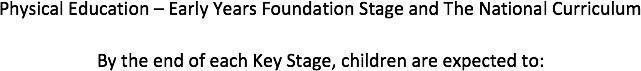 Physical Education – Early Years Foundation Stage and The National Curriculum
By the end of each Key Stage, children are expected to: